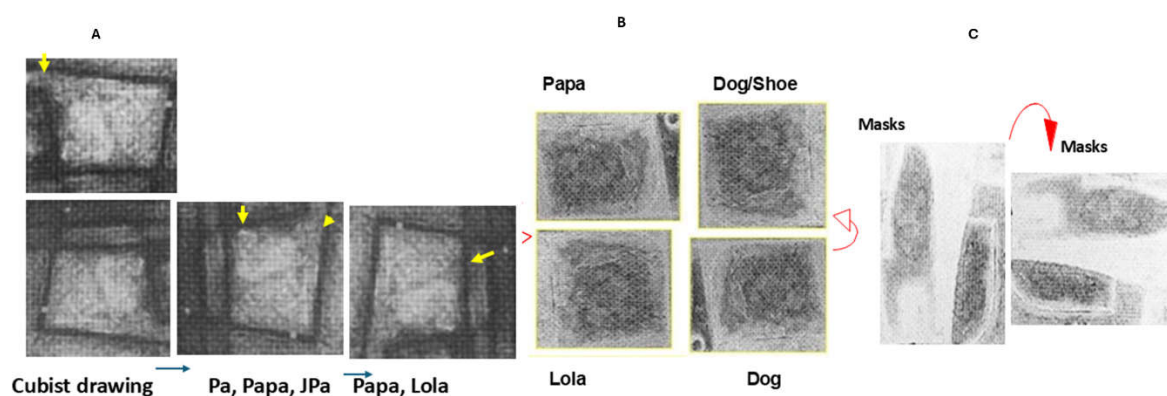 A
B
C
Papa
Dog/Shoe
Masks
Masks
Cubist drawing
Pa, Papa, JPa
Papa, Lola
Lola
Dog